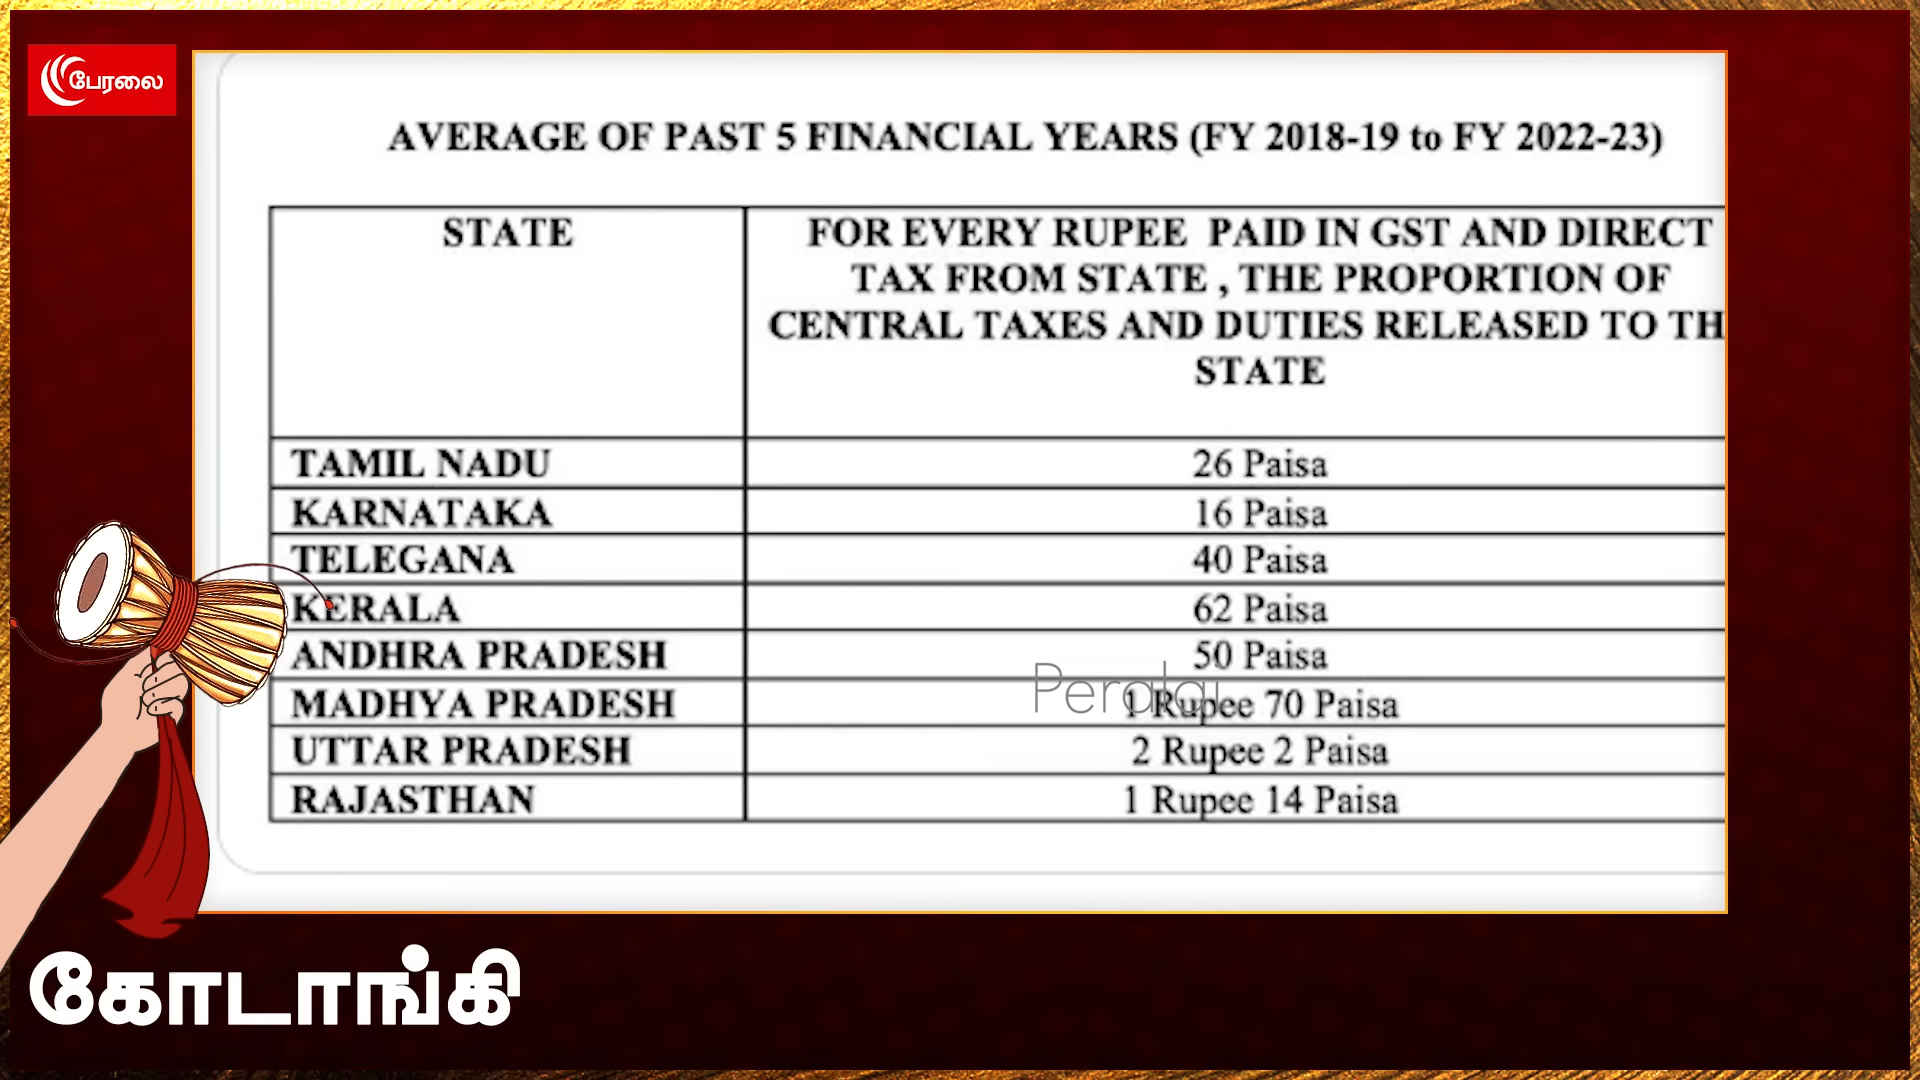 பேரலை
AVERAGE OF PAST 5 FINANCIAL YEARS (FY 2018-19 to FY 2022-23)
STATE
FOR EVERY RUPEE PAID IN GST AND DIRECT
TAX FROM STATE , THE PROPORTION OF
CENTRAL TAXES AND DUTIES RELEASED TO TH
STATE
TAMIL NADU 26 Paisa
KARNATAKA 16 Paisa
TELEGANA 40 Paisa
KERALA 62 Paisa
ANDHRA PRADESH 50 Paisa
Peralai
MADHYA PRADESH 1 Rupee 70 Paisa
UTTAR PRADESH 2 Rupee 2 Paisa
RAJASTHAN 1 Rupee 14 Paisa
கோடாங்கி